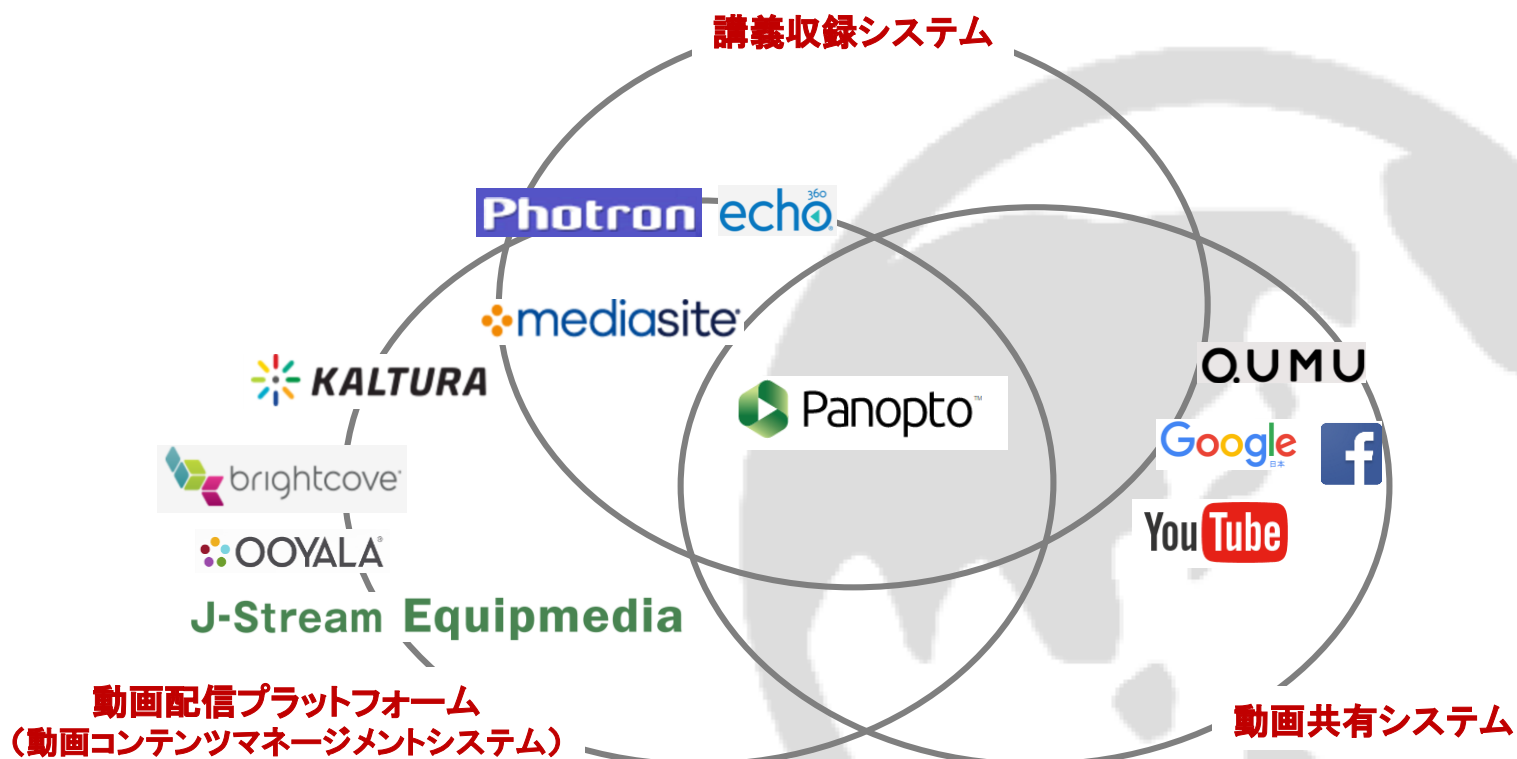 講義収録システム
Photron
echo
360
mediasite
KALTURA
QUMU
Panopto™
Google
日本
f
brightcove
OOYALA®
YouTube
J-Stream Equipmedia
動画配信プラットフォーム
（動画コンテンツマネージメントシステム）
動画共有システム